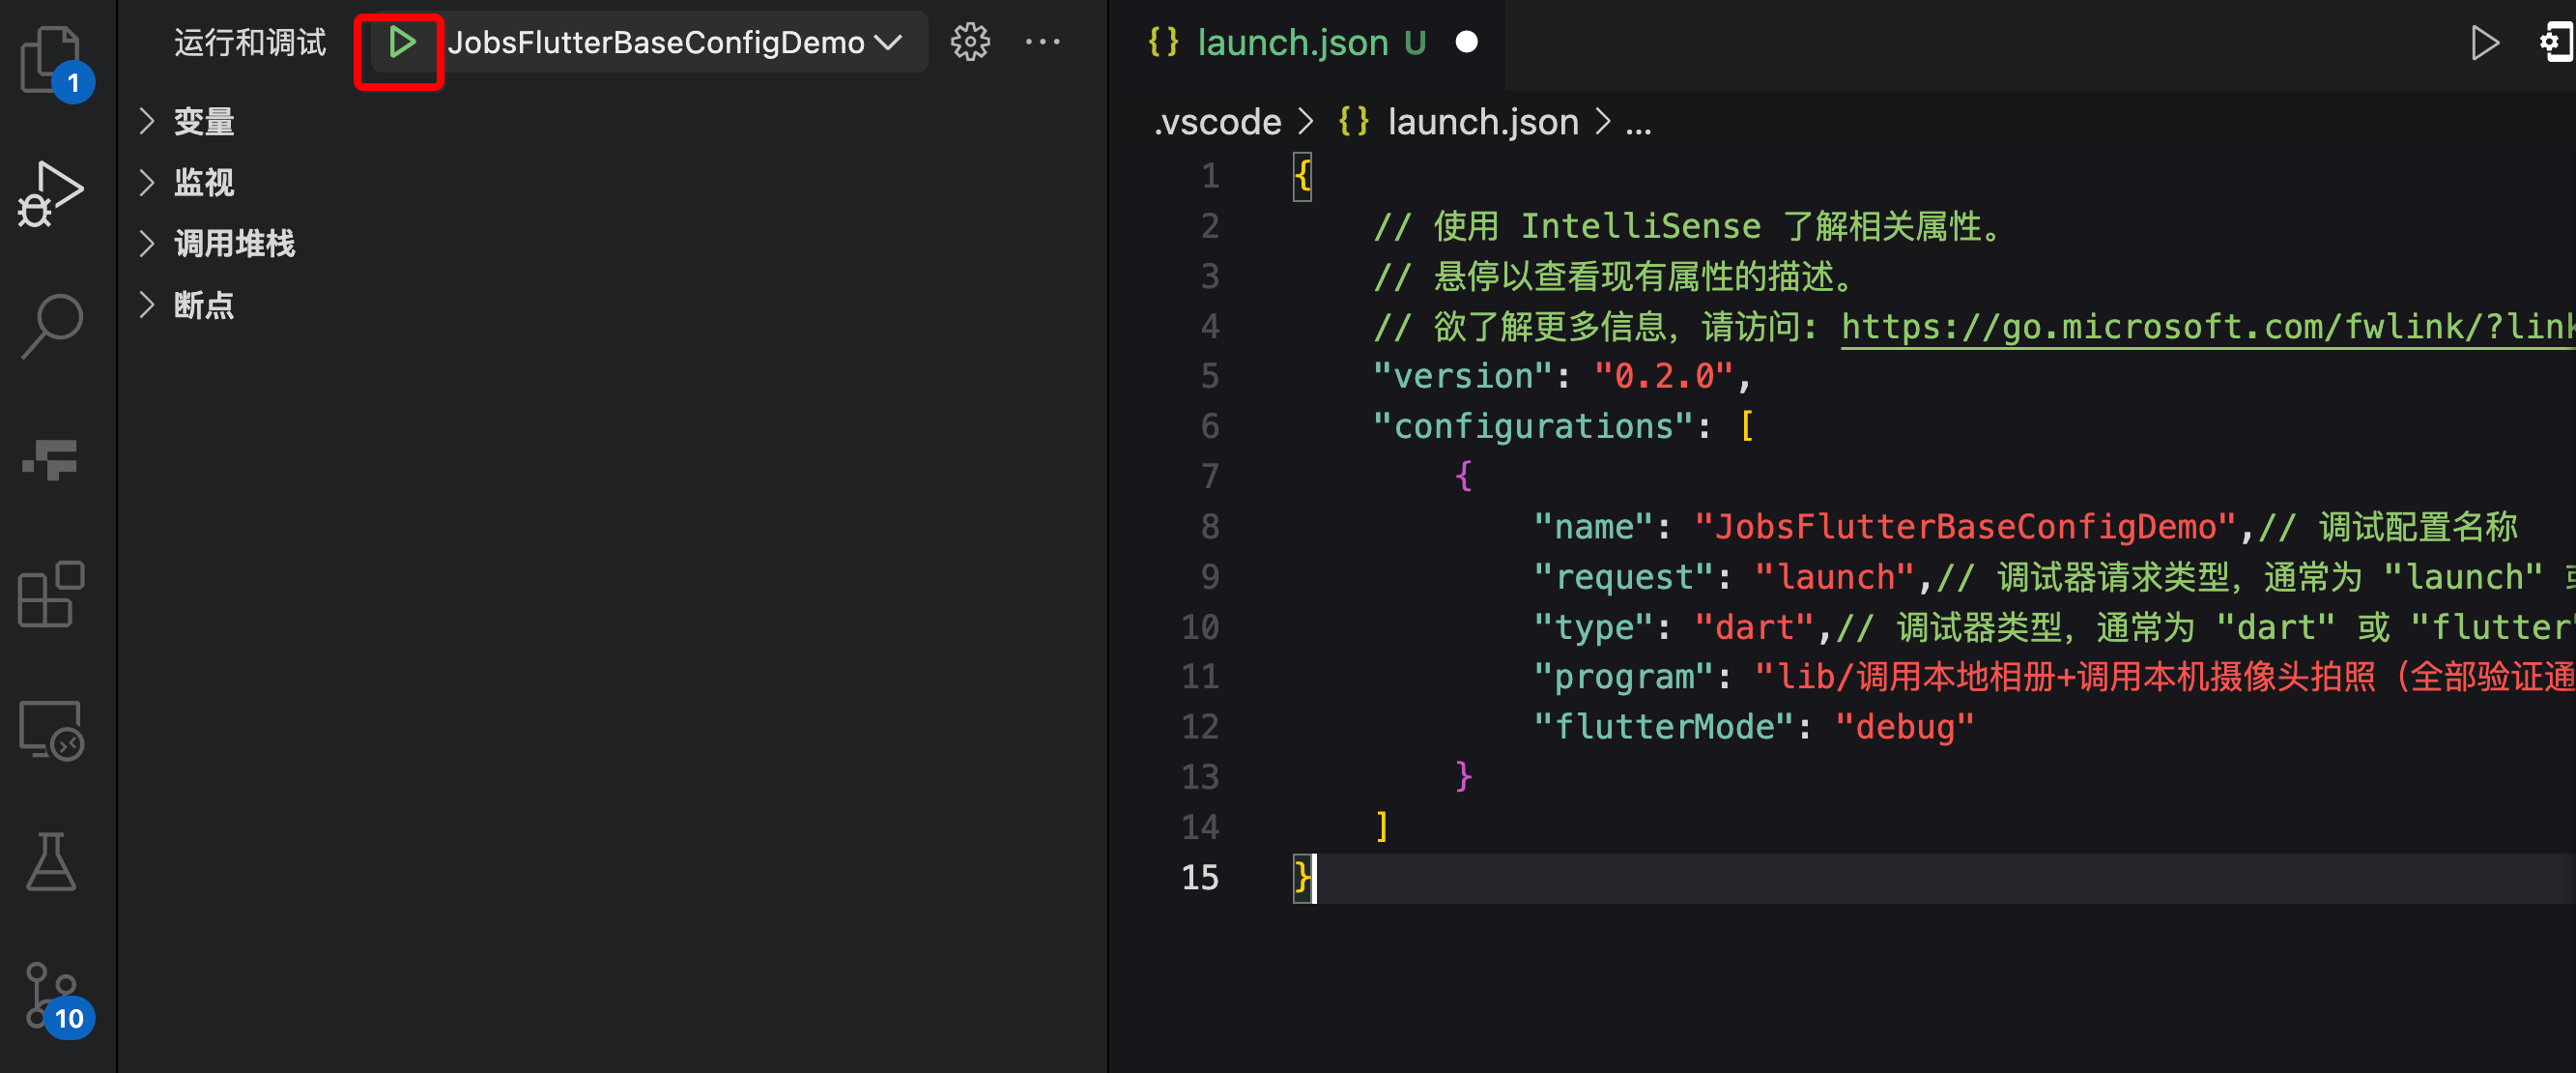 运行和调试
JobsFlutterBaseConfigDemo
1
变量
监视
调用堆栈
断点
10
{} launch.json U
.vscode > {} launch.json > ...
1 {
2 // 使用 IntelliSense 了解相关属性。
3 // 悬停以查看现有属性的描述。
4 // 欲了解更多信息，请访问: https://go.microsoft.com/fwlink/?link
5 "version": "0.2.0",
6 "configurations": [
7 {
8 "name": "JobsFlutterBaseConfigDemo",// 调试配置名称
9 "request": "launch",// 调试器请求类型，通常为 "launch"
10 "type": "dart",// 调试器类型，通常为 "dart" 或 "flutter"
11 "program": "lib/调用本地相册+调用本机摄像头拍照（全部验证通
12 "flutterMode": "debug"
13 }
14 ]
15 }